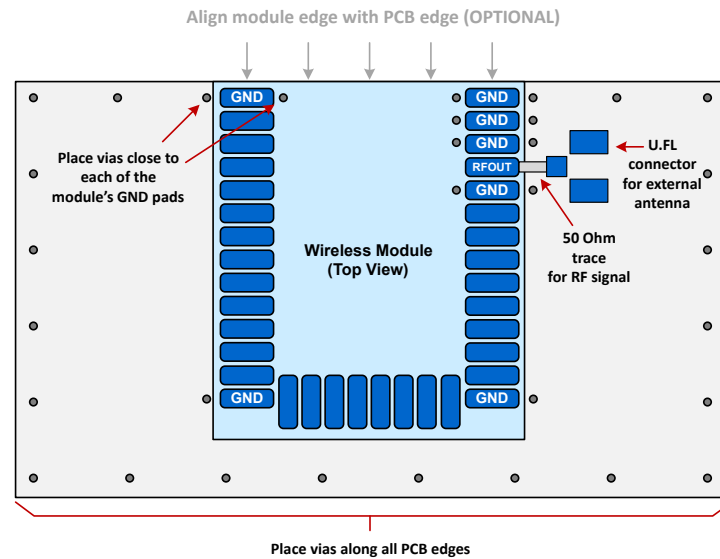 Align module edge with PCB edge (OPTIONAL)
GND
GND
GND
GND
RFOUT
GND
Place vias close to
each of the
module's GND pads
U.FL
connector
for external
antenna
50 Ohm
trace
for RF signal
Wireless Module
(Top View)
GND
GND
Place vias along all PCB edges